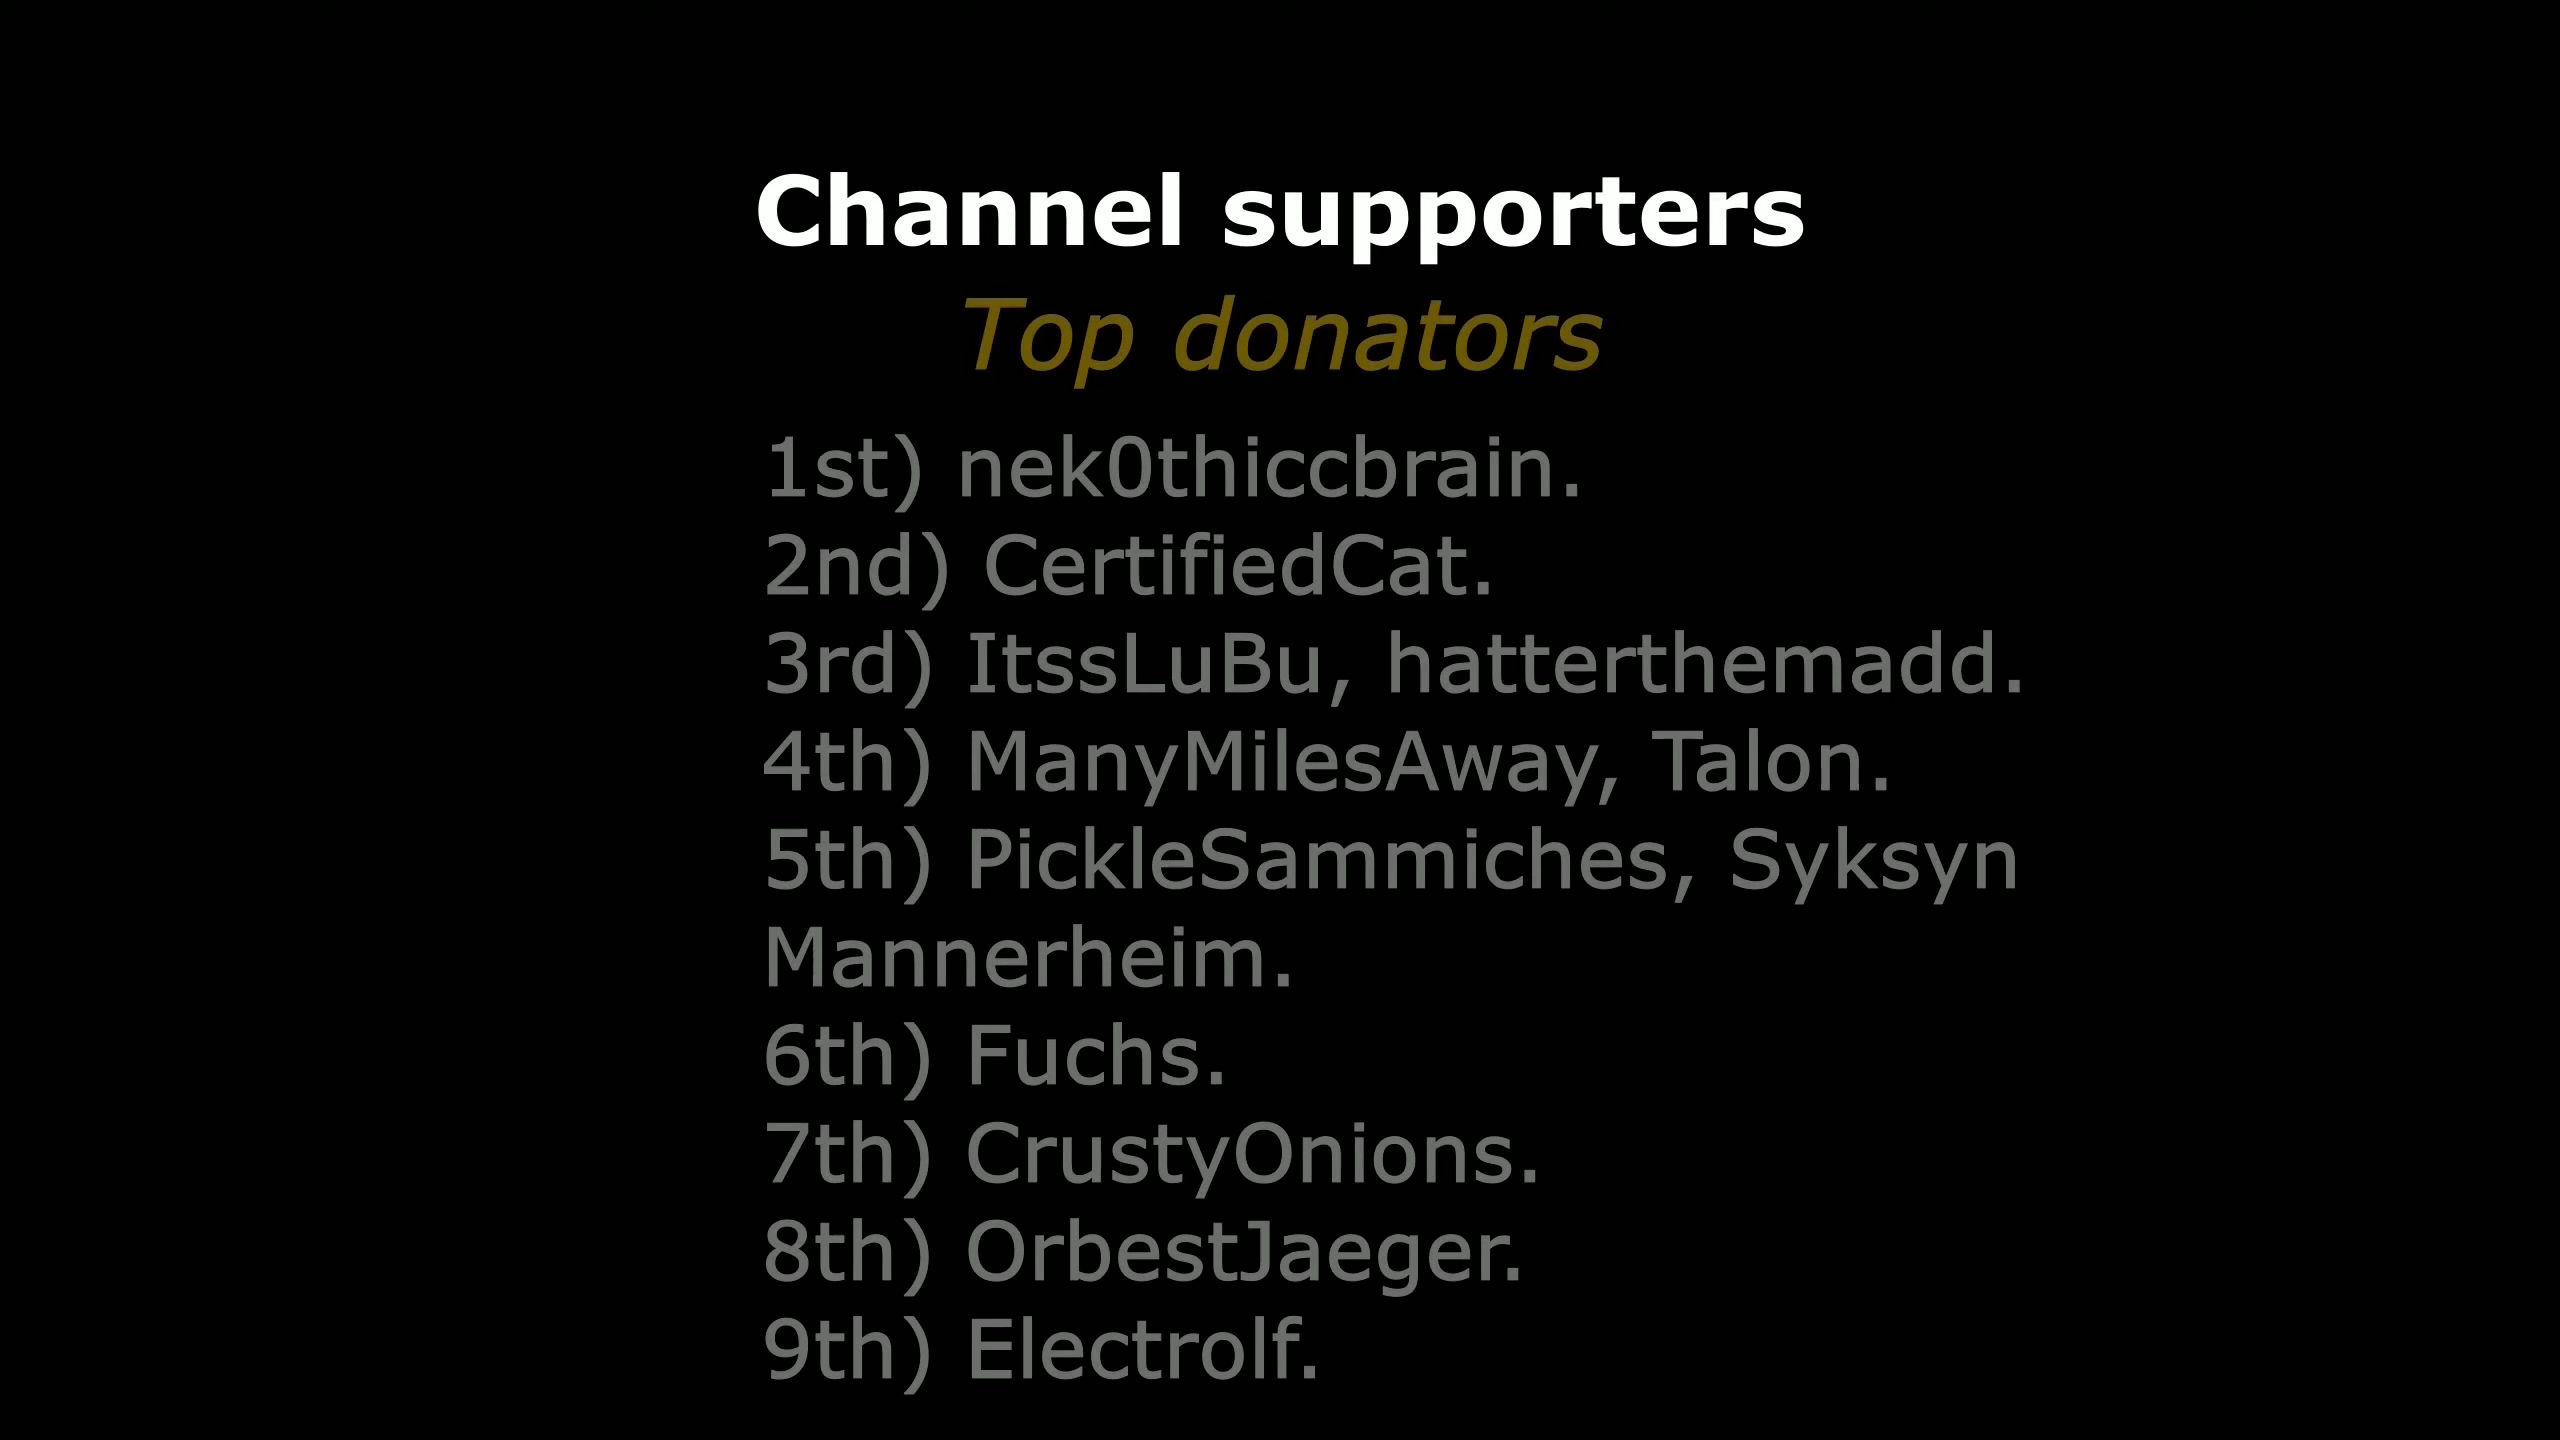 Channel supporters
Top donators
1st) nek0thiccbrain.
2nd) CertifiedCat.
3rd) ItssLuBu, hatterthemadd.
4th) ManyMilesAway, Talon.
5th) PickleSammiches, Syksyn
Mannerheim.
6th) Fuchs.
7th) CrustyOnions.
8th) OrbestJaeger.
9th) Electrolf.